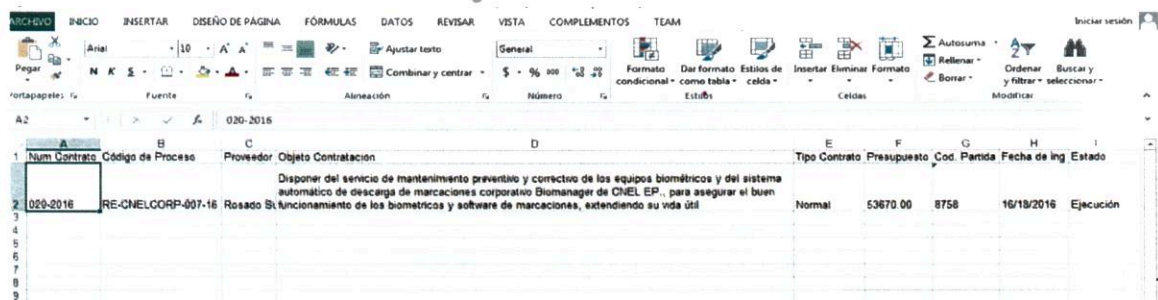 ARCHIVO INICIO INSERTAR DISEÑO DE PÁGINA FÓRMULAS DATOS REVISAR VISTA COMPLEMENTOS TEAM Iniciar sesión
Arial 10 A A Ajustar texto General Autosuma
Pegar N K S A Combinar y centrar $ % 000 Formato condicional Dar formato como tabla Estilos de celda Insertar Eliminar Formato Rellenar Borrar Ordenar y filtrar Buscar y seleccionar
Portapapeles Fuente Alineación Número Estilos Celdas Modificar
A2 fx 020-2016
A B C D E F G H I
1 Num Contrato Código de Proceso Proveedor Objeto Contratación Tipo Contrato Presupuesto Cod. Partida Fecha de Ing Estado
Disponer del servicio de mantenimiento preventivo y correctivo de los equipos biométricos y del sistema
automático de descarga de marcaciones corporativo Biomanager de CNEL EP., para asegurar el buen
2 020-2016 RE-CNELCORP-007-16 Rosado funcionamiento de los biometricos y software de marcaciones, extendiendo su vida útil Normal 53670.00 8758 16/18/2016 Ejecución
3
4
5
6
7
8
9